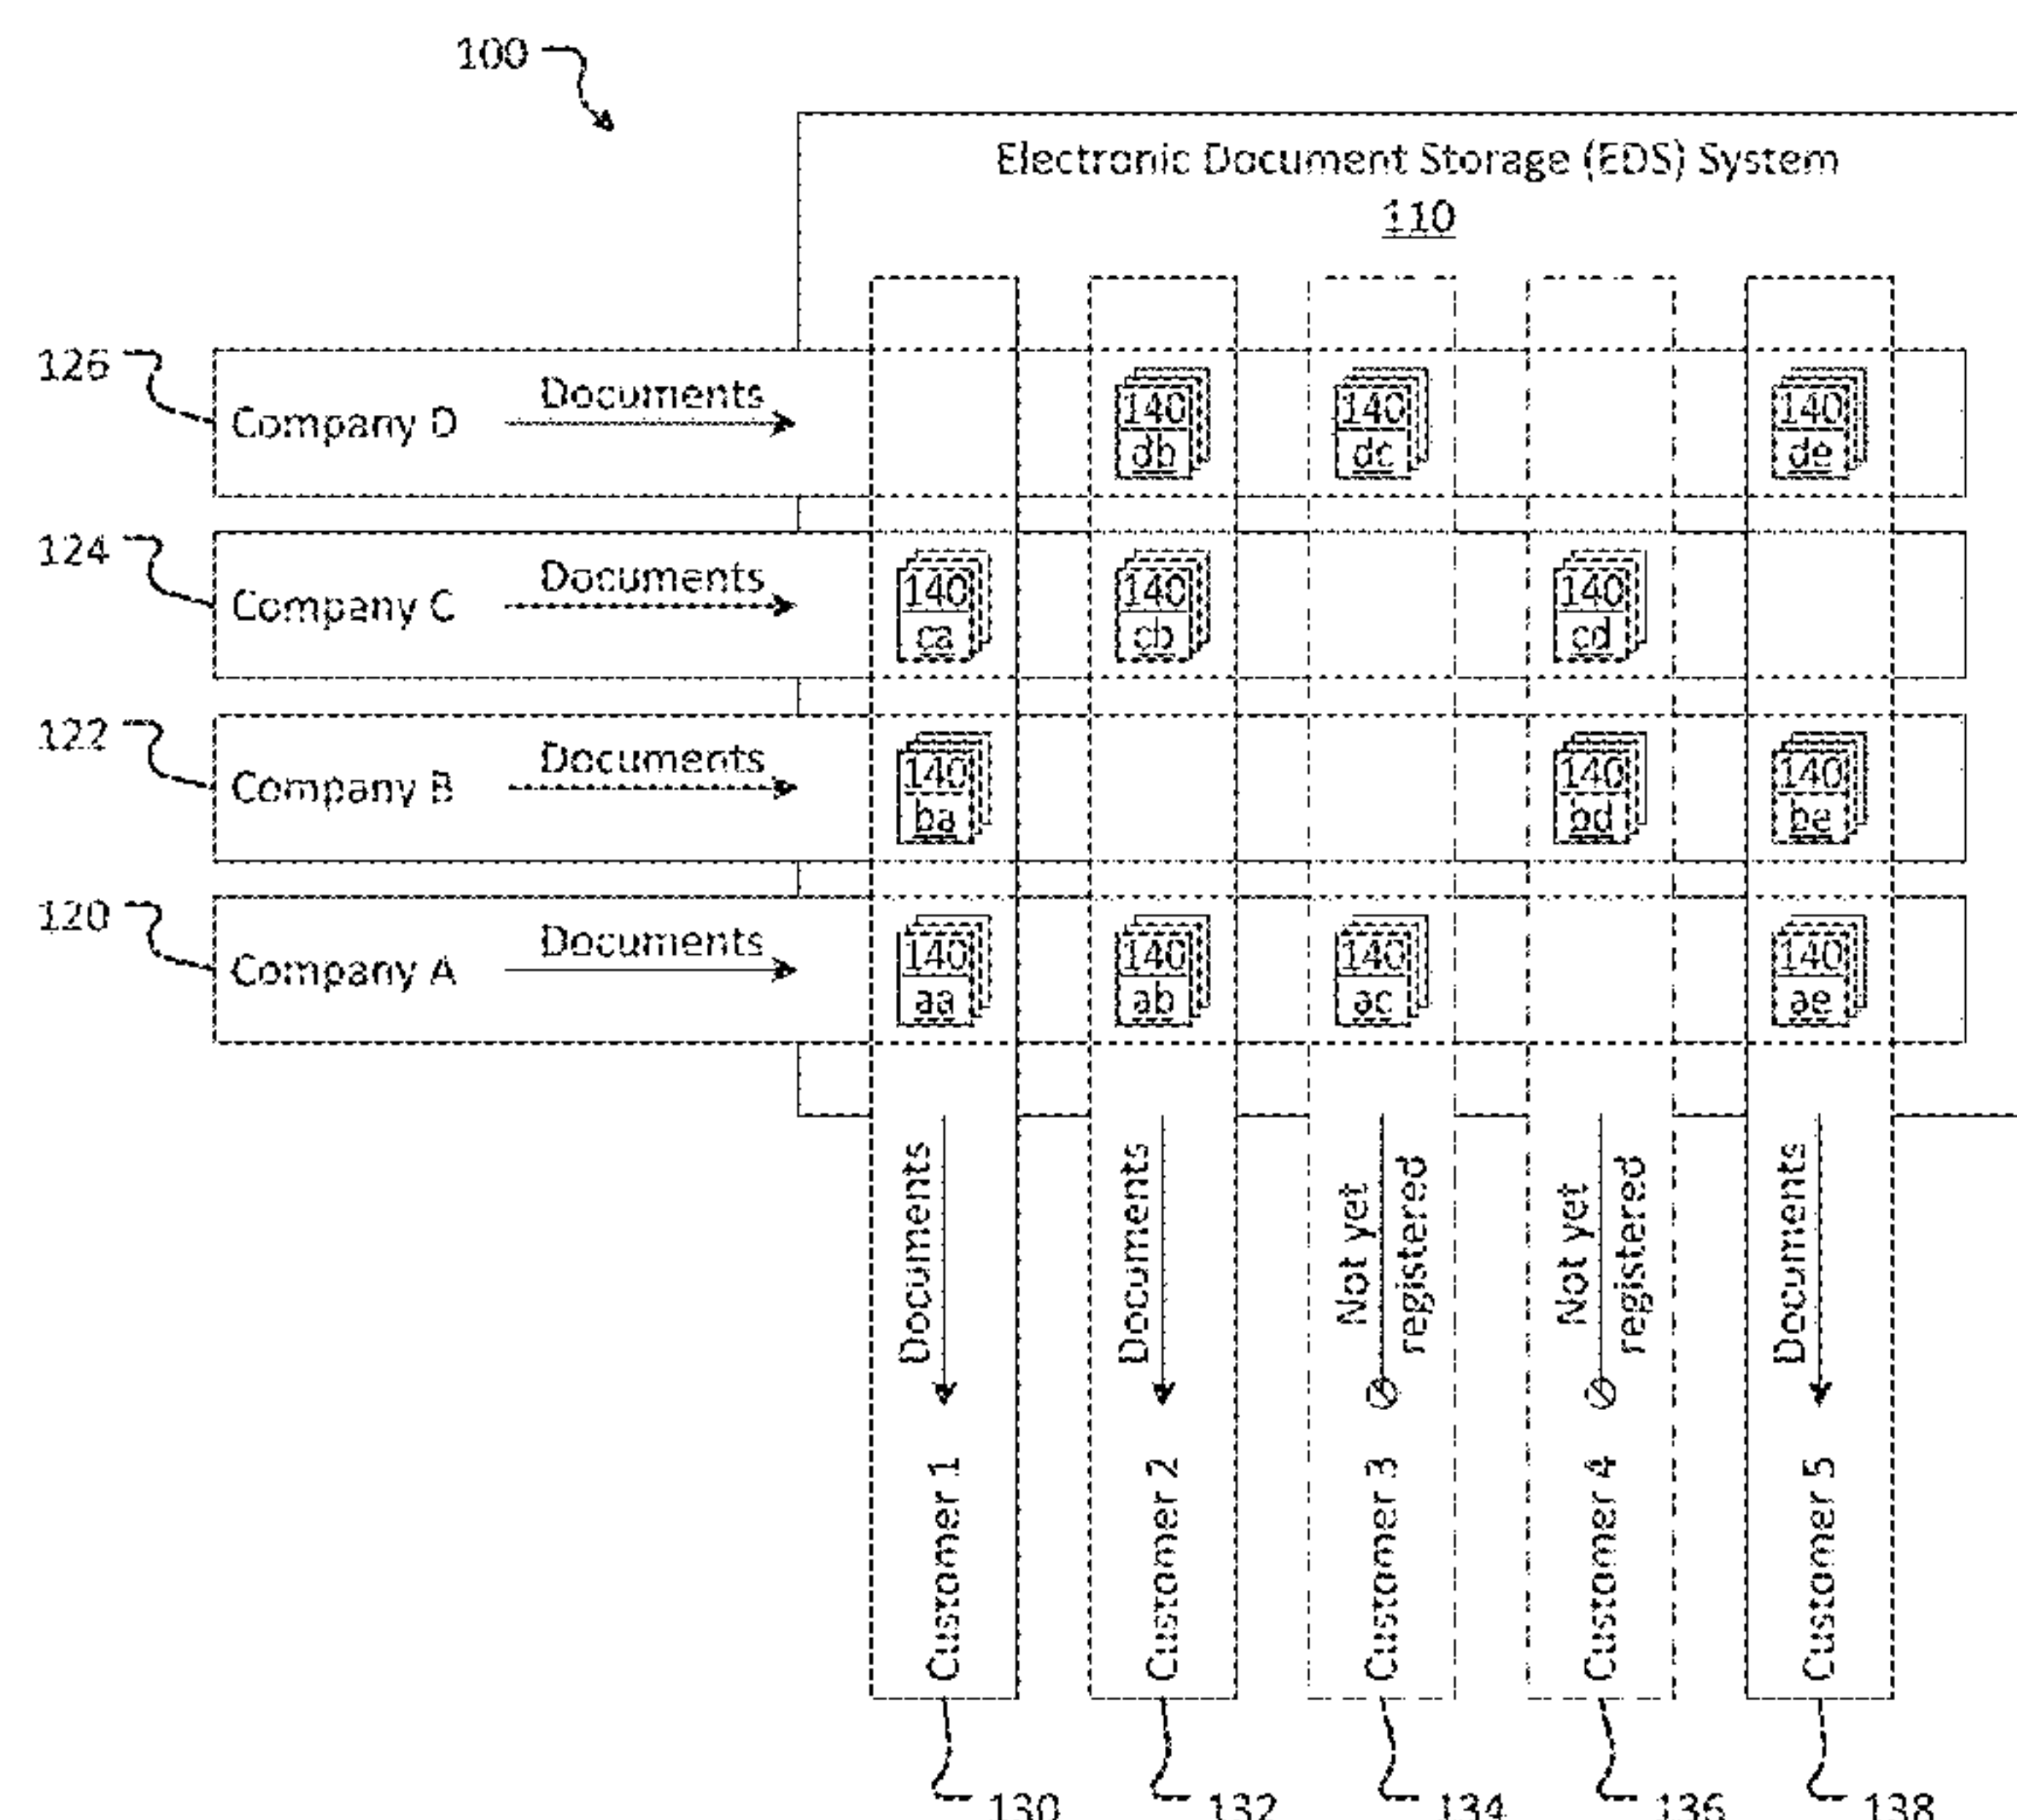 100
Electronic Document Storage (EDS) System
110
126
Company D
Documents
140
db
140
dc
140
de
124
Company C
Documents
140
ca
140
cb
140
cd
122
Company B
Documents
140
ba
140
bd
140
be
120
Company A
Documents
140
aa
140
ab
140
ac
140
ae
Documents
Customer 1
Documents
Customer 2
Not yet
registered
Customer 3
Not yet
registered
Customer 4
Documents
Customer 5
130
132
134
136
138